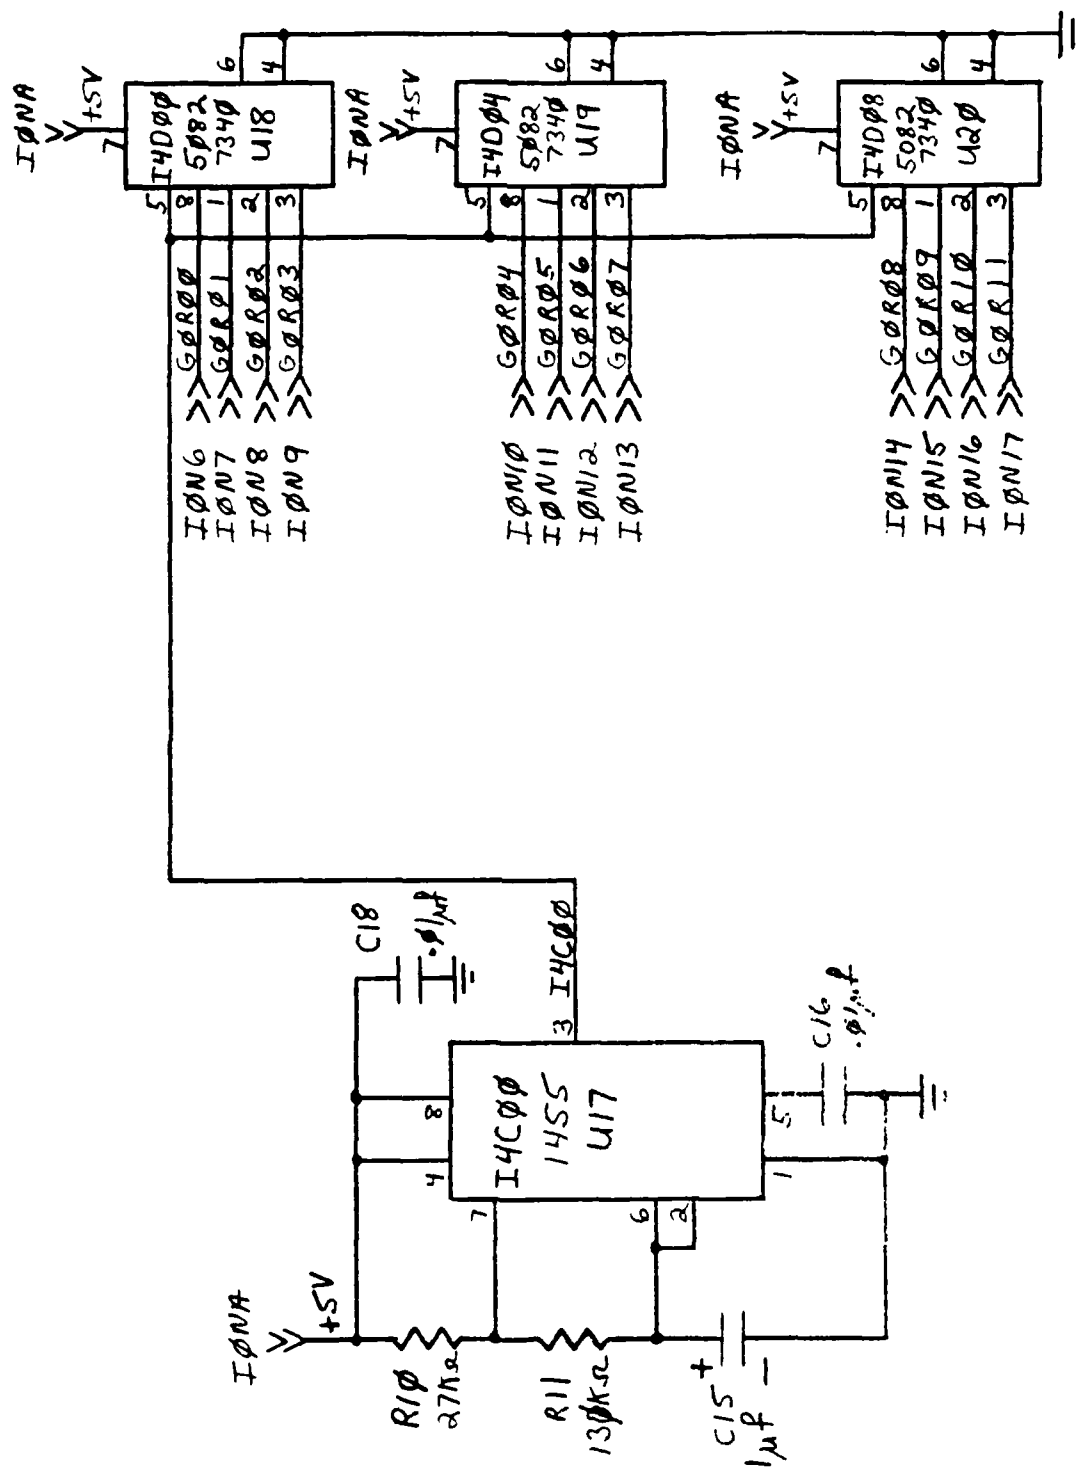 IØNA
+5V
R1Ø
27KΩ
R11
13ØKΩ
C15
1µf
+
−
4
8
7
6
2
1
5
3
I4CØØ
1455
U17
C18
.Ø1µf
C16
.Ø1µf
I4CØØ
IØNA
+5V
7
I4DØØ
5Ø82
734Ø
U18
6
4
5
8
1
2
3
GØRØØ
GØRØ1
GØRØ2
GØRØ3
IØN6
IØN7
IØN8
IØN9
IØNA
+5V
7
I4DØ4
5Ø82
734Ø
U19
6
4
5
8
1
2
3
GØRØ4
GØRØ5
GØRØ6
GØRØ7
IØN1Ø
IØN11
IØN12
IØN13
IØNA
+5V
7
I4DØ8
5Ø82
734Ø
U2Ø
6
4
5
8
1
2
3
GØRØ8
GØRØ9
GØR1Ø
GØR11
IØN14
IØN15
IØN16
IØN17